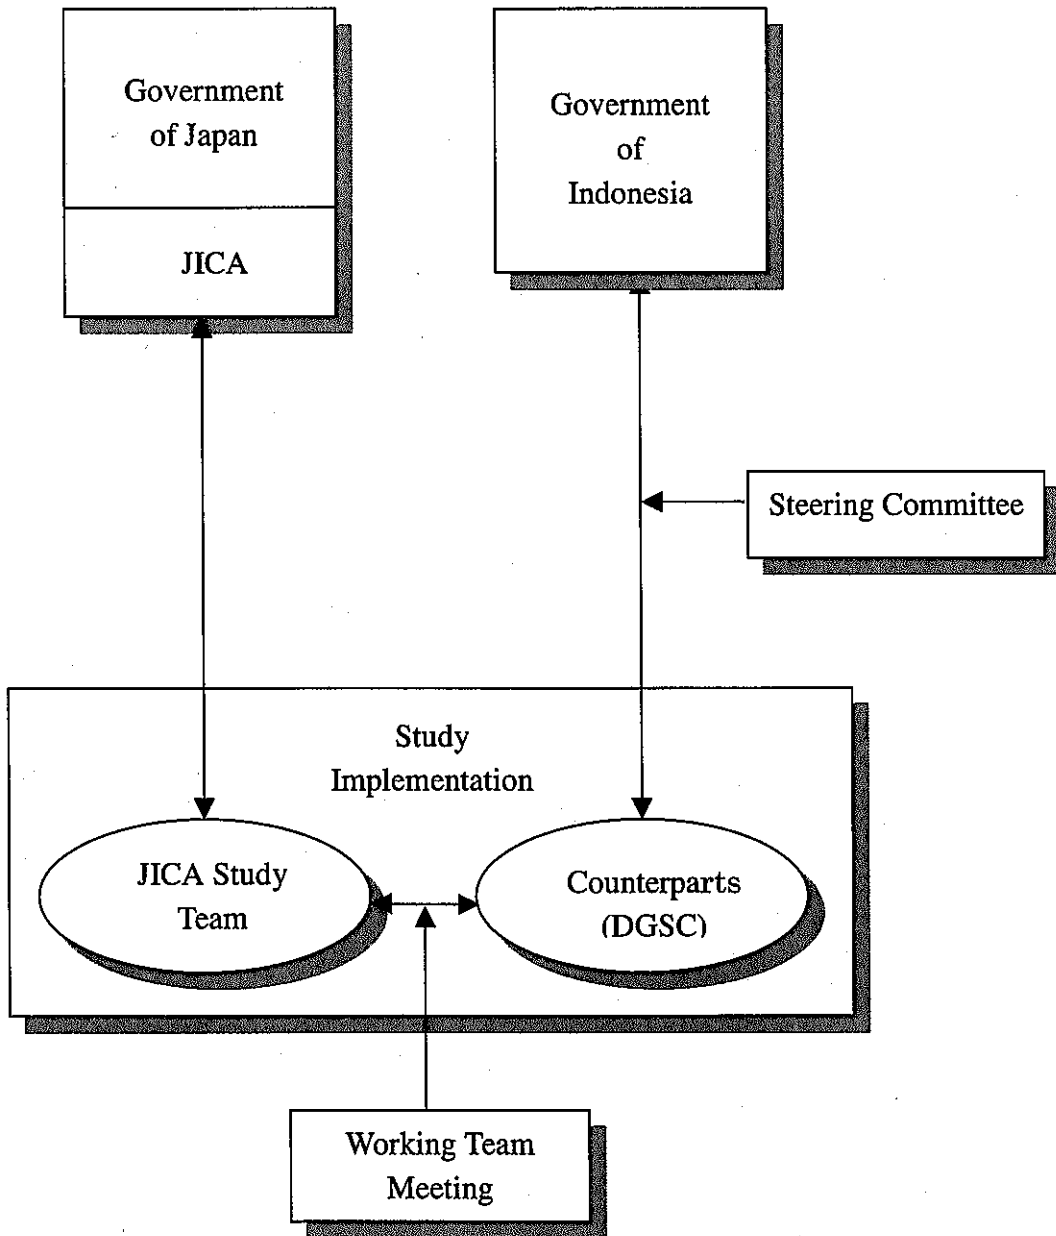 Government
of Japan
JICA
Government
of
Indonesia
Steering Committee
Study
Implementation
JICA Study
Team
Counterparts
(DGSC)
Working Team
Meeting